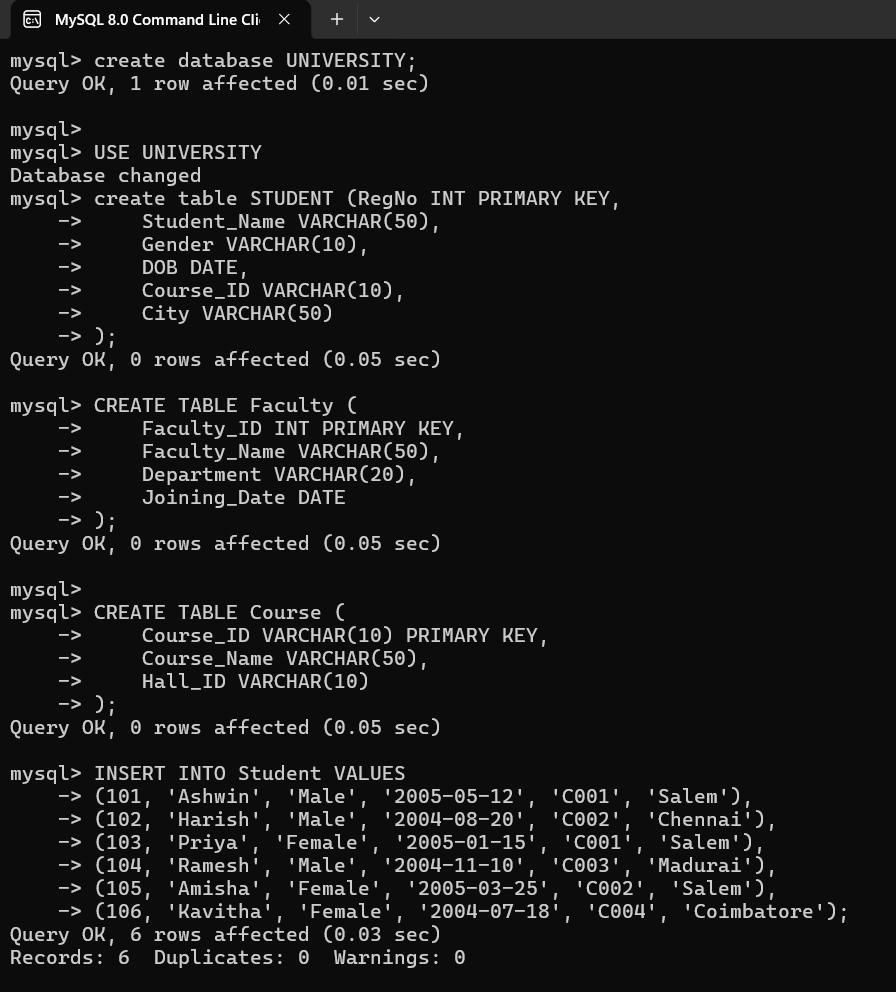 MySQL 8.0 Command Line Cli
mysql> create database UNIVERSITY;
Query OK, 1 row affected (0.01 sec)
mysql>
mysql> USE UNIVERSITY
Database changed
mysql> create table STUDENT (RegNo INT PRIMARY KEY,
    ->     Student_Name VARCHAR(50),
    ->     Gender VARCHAR(10),
    ->     DOB DATE,
    ->     Course_ID VARCHAR(10),
    ->     City VARCHAR(50)
    -> );
Query OK, 0 rows affected (0.05 sec)
mysql> CREATE TABLE Faculty (
    ->     Faculty_ID INT PRIMARY KEY,
    ->     Faculty_Name VARCHAR(50),
    ->     Department VARCHAR(20),
    ->     Joining_Date DATE
    -> );
Query OK, 0 rows affected (0.05 sec)
mysql>
mysql> CREATE TABLE Course (
    ->     Course_ID VARCHAR(10) PRIMARY KEY,
    ->     Course_Name VARCHAR(50),
    ->     Hall_ID VARCHAR(10)
    -> );
Query OK, 0 rows affected (0.05 sec)
mysql> INSERT INTO Student VALUES
    -> (101, 'Ashwin', 'Male', '2005-05-12', 'C001', 'Salem'),
    -> (102, 'Harish', 'Male', '2004-08-20', 'C002', 'Chennai'),
    -> (103, 'Priya', 'Female', '2005-01-15', 'C001', 'Salem'),
    -> (104, 'Ramesh', 'Male', '2004-11-10', 'C003', 'Madurai'),
    -> (105, 'Amisha', 'Female', '2005-03-25', 'C002', 'Salem'),
    -> (106, 'Kavitha', 'Female', '2004-07-18', 'C004', 'Coimbatore');
Query OK, 6 rows affected (0.03 sec)
Records: 6  Duplicates: 0  Warnings: 0